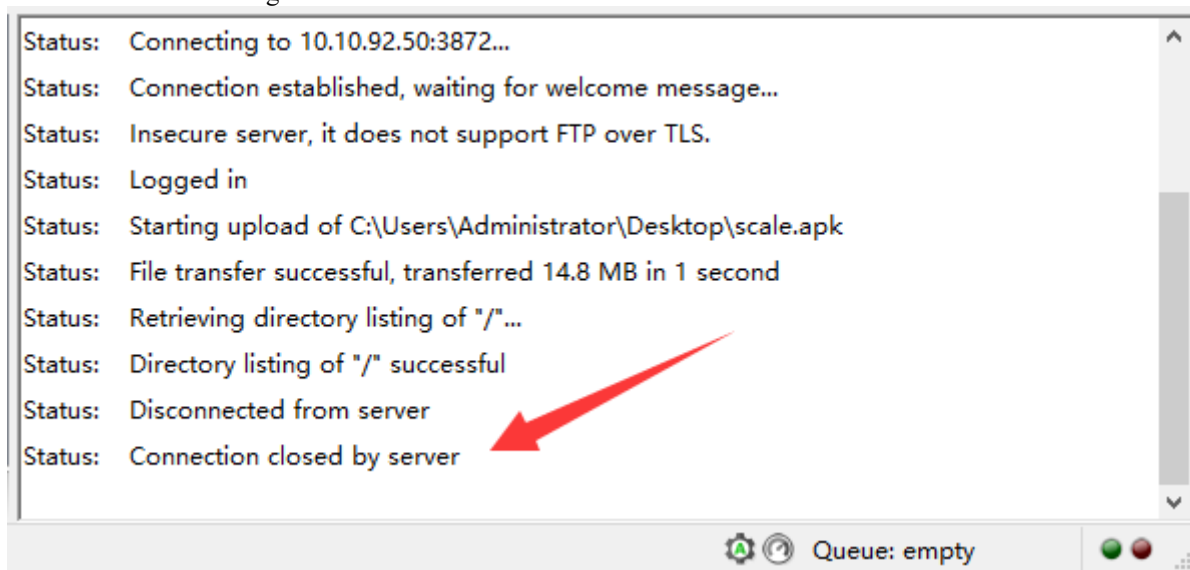 Status: Connecting to 10.10.92.50:3872...
Status: Connection established, waiting for welcome message...
Status: Insecure server, it does not support FTP over TLS.
Status: Logged in
Status: Starting upload of C:\Users\Administrator\Desktop\scale.apk
Status: File transfer successful, transferred 14.8 MB in 1 second
Status: Retrieving directory listing of "/"...
Status: Directory listing of "/" successful
Status: Disconnected from server
Status: Connection closed by server
Queue: empty